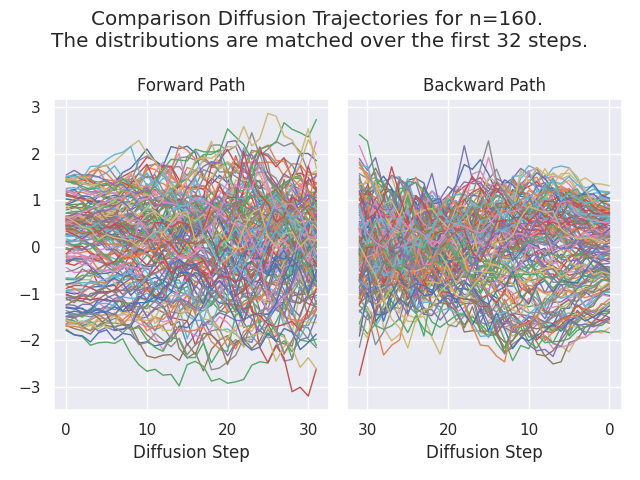 Comparison Diffusion Trajectories for n=160.
The distributions are matched over the first 32 steps.
Forward Path
Backward Path
3
2
1
0
−1
−2
−3
0 10 20 30
30 20 10 0
Diffusion Step
Diffusion Step